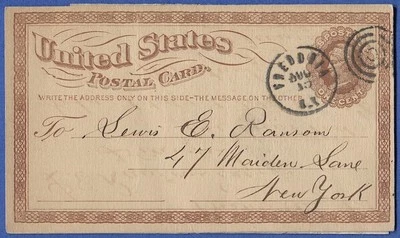 United States
Postal Card.
WRITE THE ADDRESS ONLY ON THIS SIDE-THE MESSAGE ON THE OTHER
FREDONIA
AUG
N.Y.
To Lewis E. Ransom
47 Maiden Lane
New York